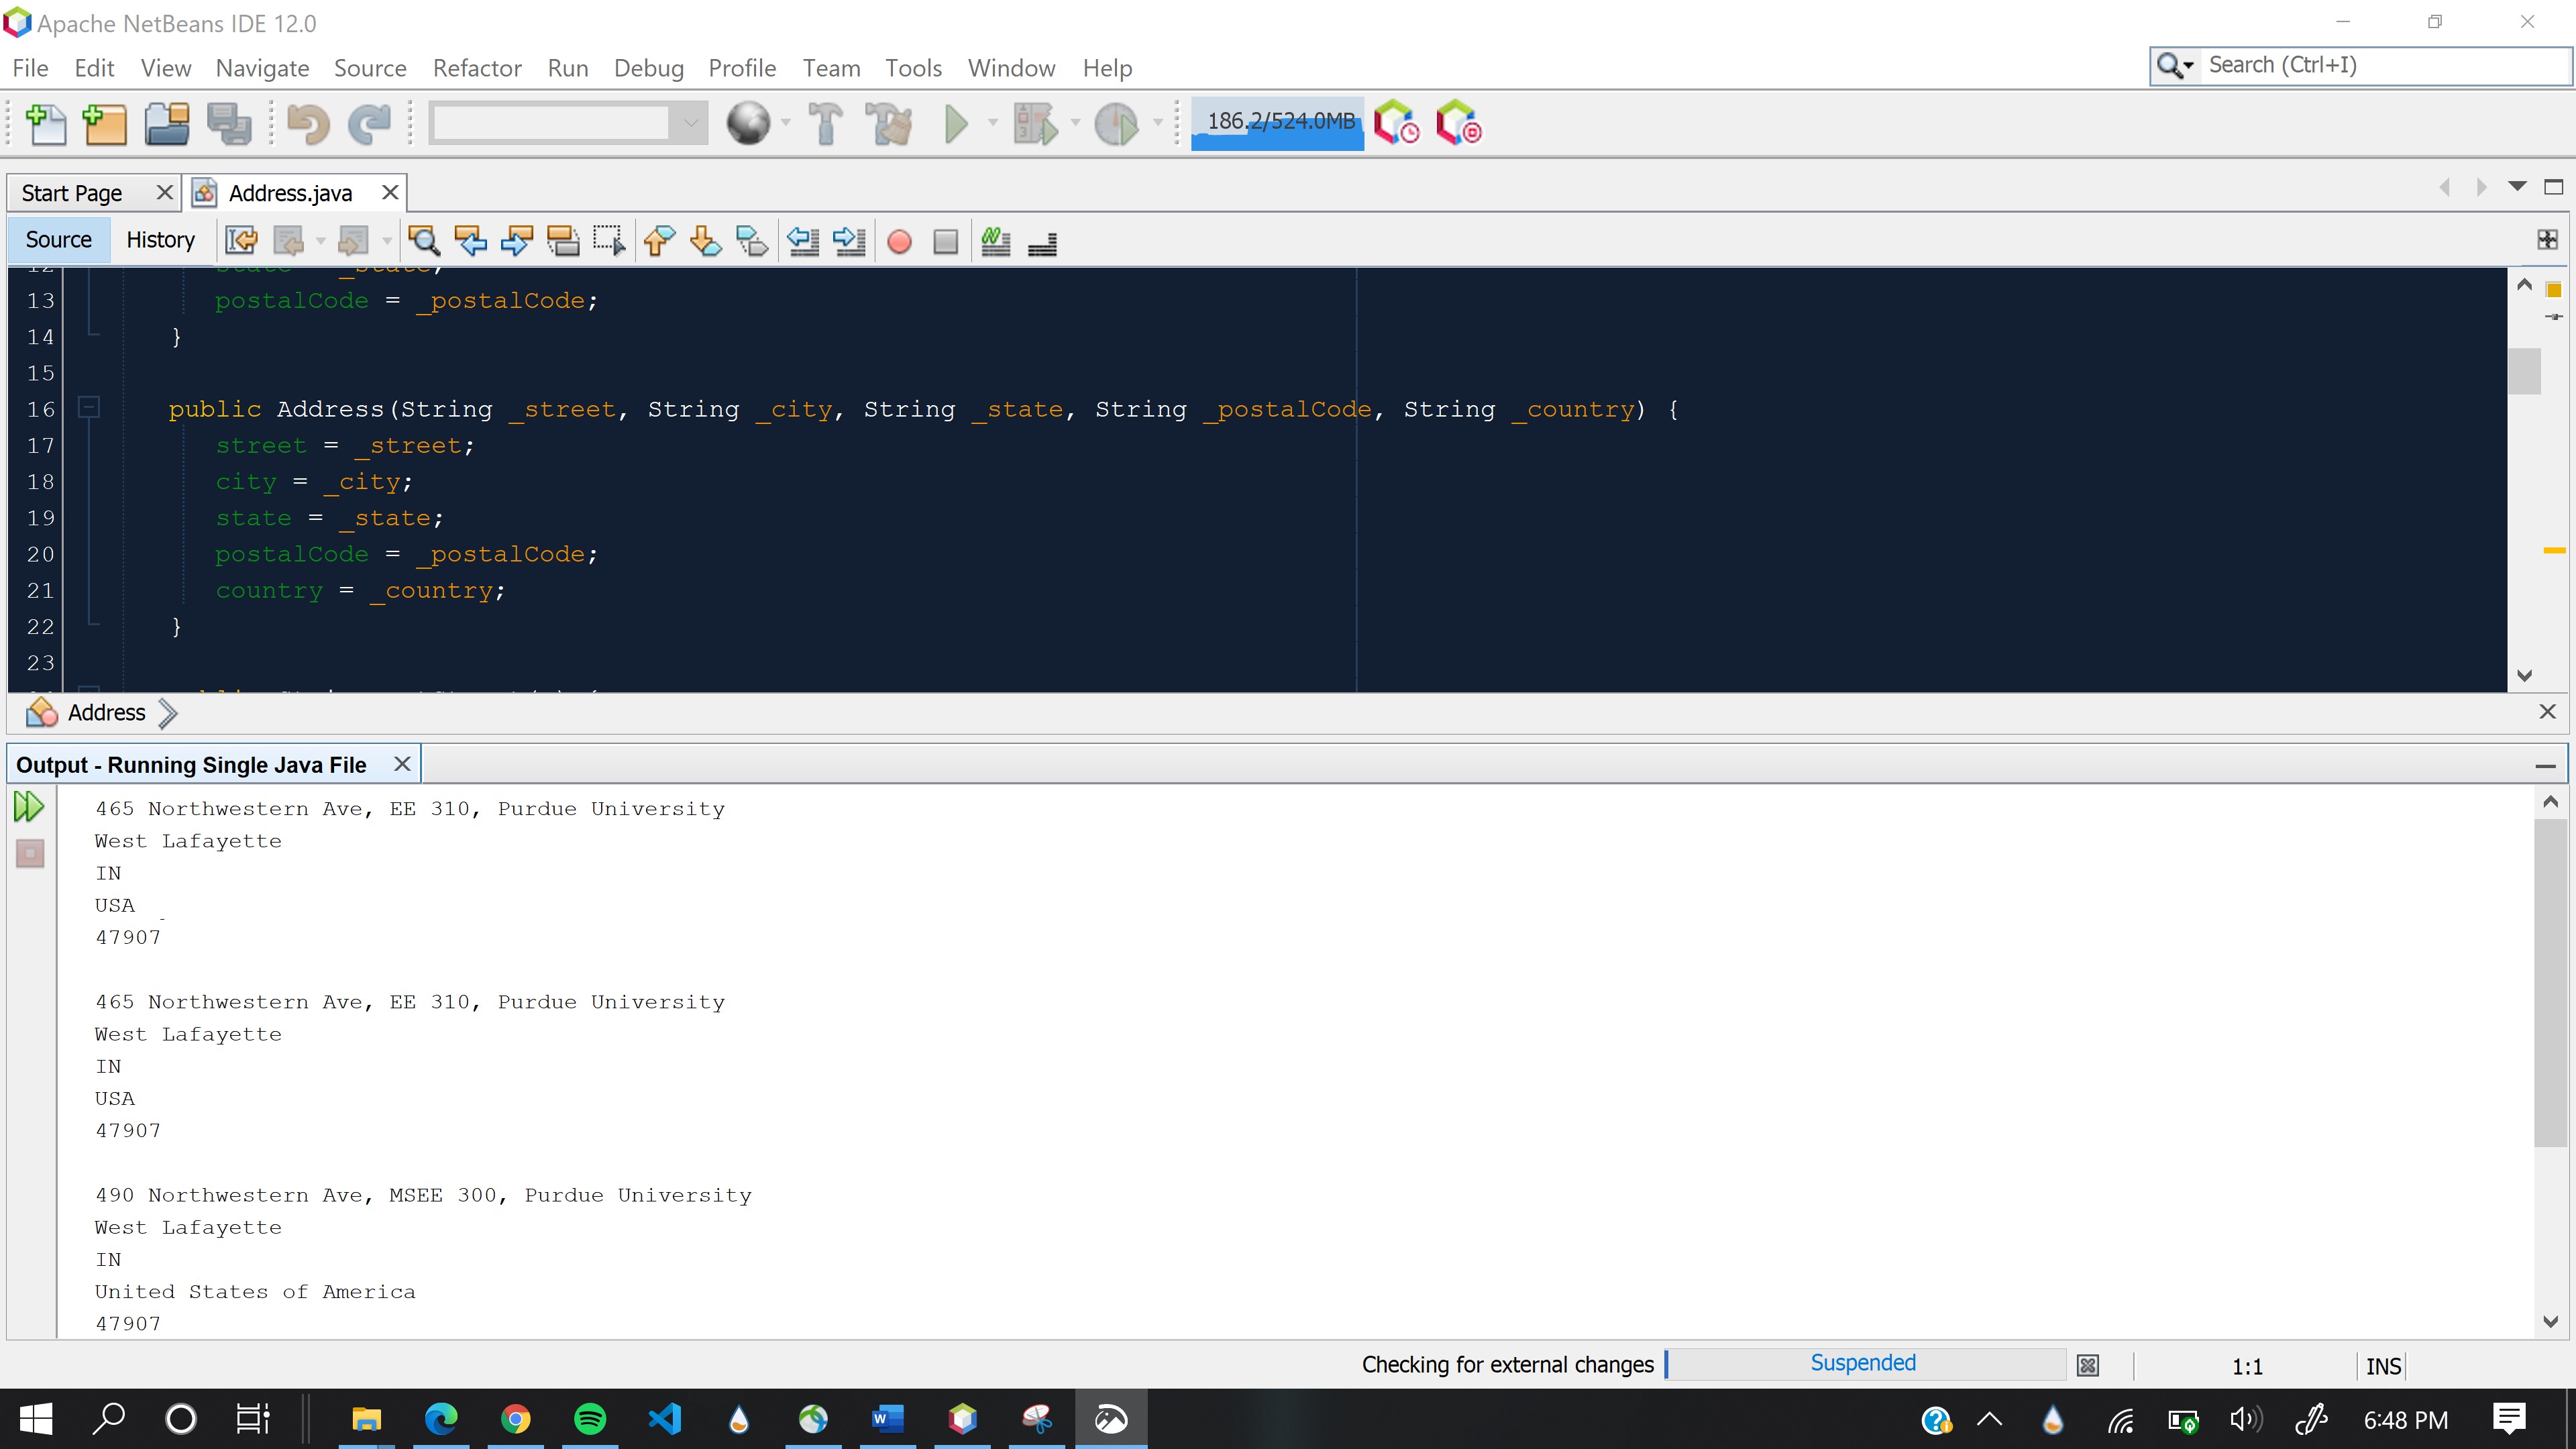 Apache NetBeans IDE 12.0
File Edit View Navigate Source Refactor Run Debug Profile Team Tools Window Help
Search (Ctrl+I)
186.2/524.0MB
Start Page Address.java
Source History
12 state = _state;
13 postalCode = _postalCode;
14 }
15
16 public Address(String _street, String _city, String _state, String _postalCode, String _country) {
17 street = _street;
18 city = _city;
19 state = _state;
20 postalCode = _postalCode;
21 country = _country;
22 }
23
Address
Output - Running Single Java File
465 Northwestern Ave, EE 310, Purdue University
West Lafayette
IN
USA
47907
465 Northwestern Ave, EE 310, Purdue University
West Lafayette
IN
USA
47907
490 Northwestern Ave, MSEE 300, Purdue University
West Lafayette
IN
United States of America
47907
Checking for external changes Suspended 1:1 INS
6:48 PM